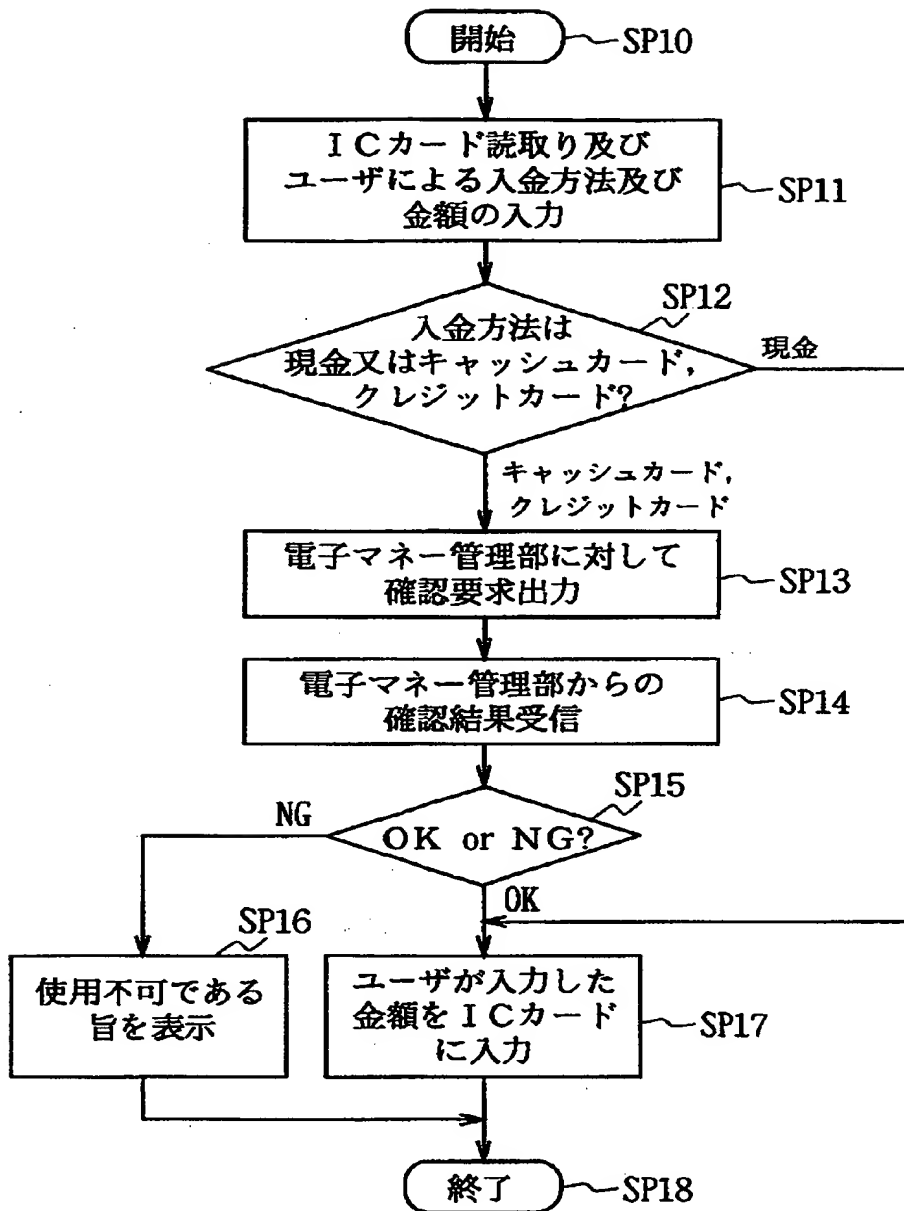 開始
SP10
ICカード読取り及び
ユーザによる入金方法及び
金額の入力
SP11
SP12
入金方法は
現金又はキャッシュカード,
クレジットカード?
現金
キャッシュカード,
クレジットカード
電子マネー管理部に対して
確認要求出力
SP13
電子マネー管理部からの
確認結果受信
SP14
SP15
NG
OK or NG?
OK
SP16
使用不可である
旨を表示
ユーザが入力した
金額をICカード
に入力
SP17
終了
SP18